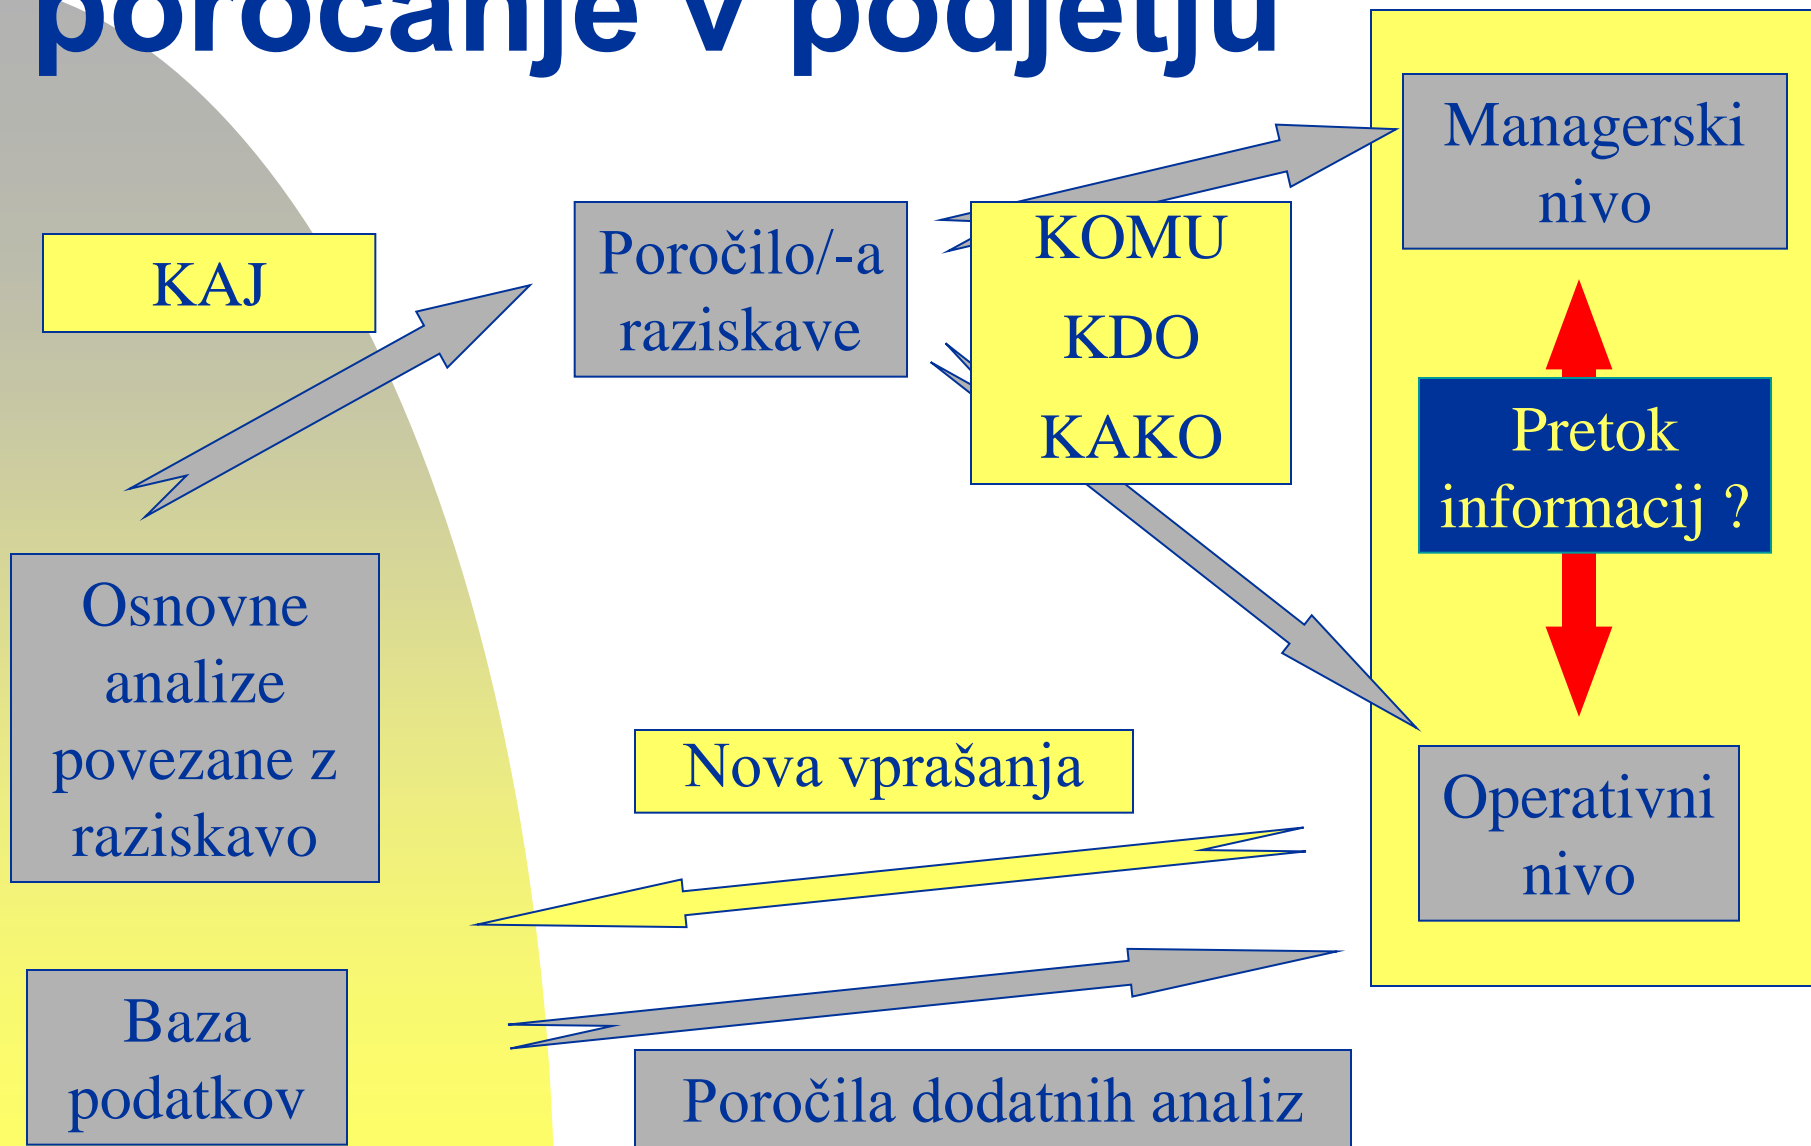 poročanje v podjetju
Managerski
nivo
KAJ
Poročilo/-a
raziskave
KOMU
KDO
KAKO
Pretok
informacij ?
Osnovne
analize
povezane z
raziskavo
Nova vprašanja
Operativni
nivo
Baza
podatkov
Poročila dodatnih analiz